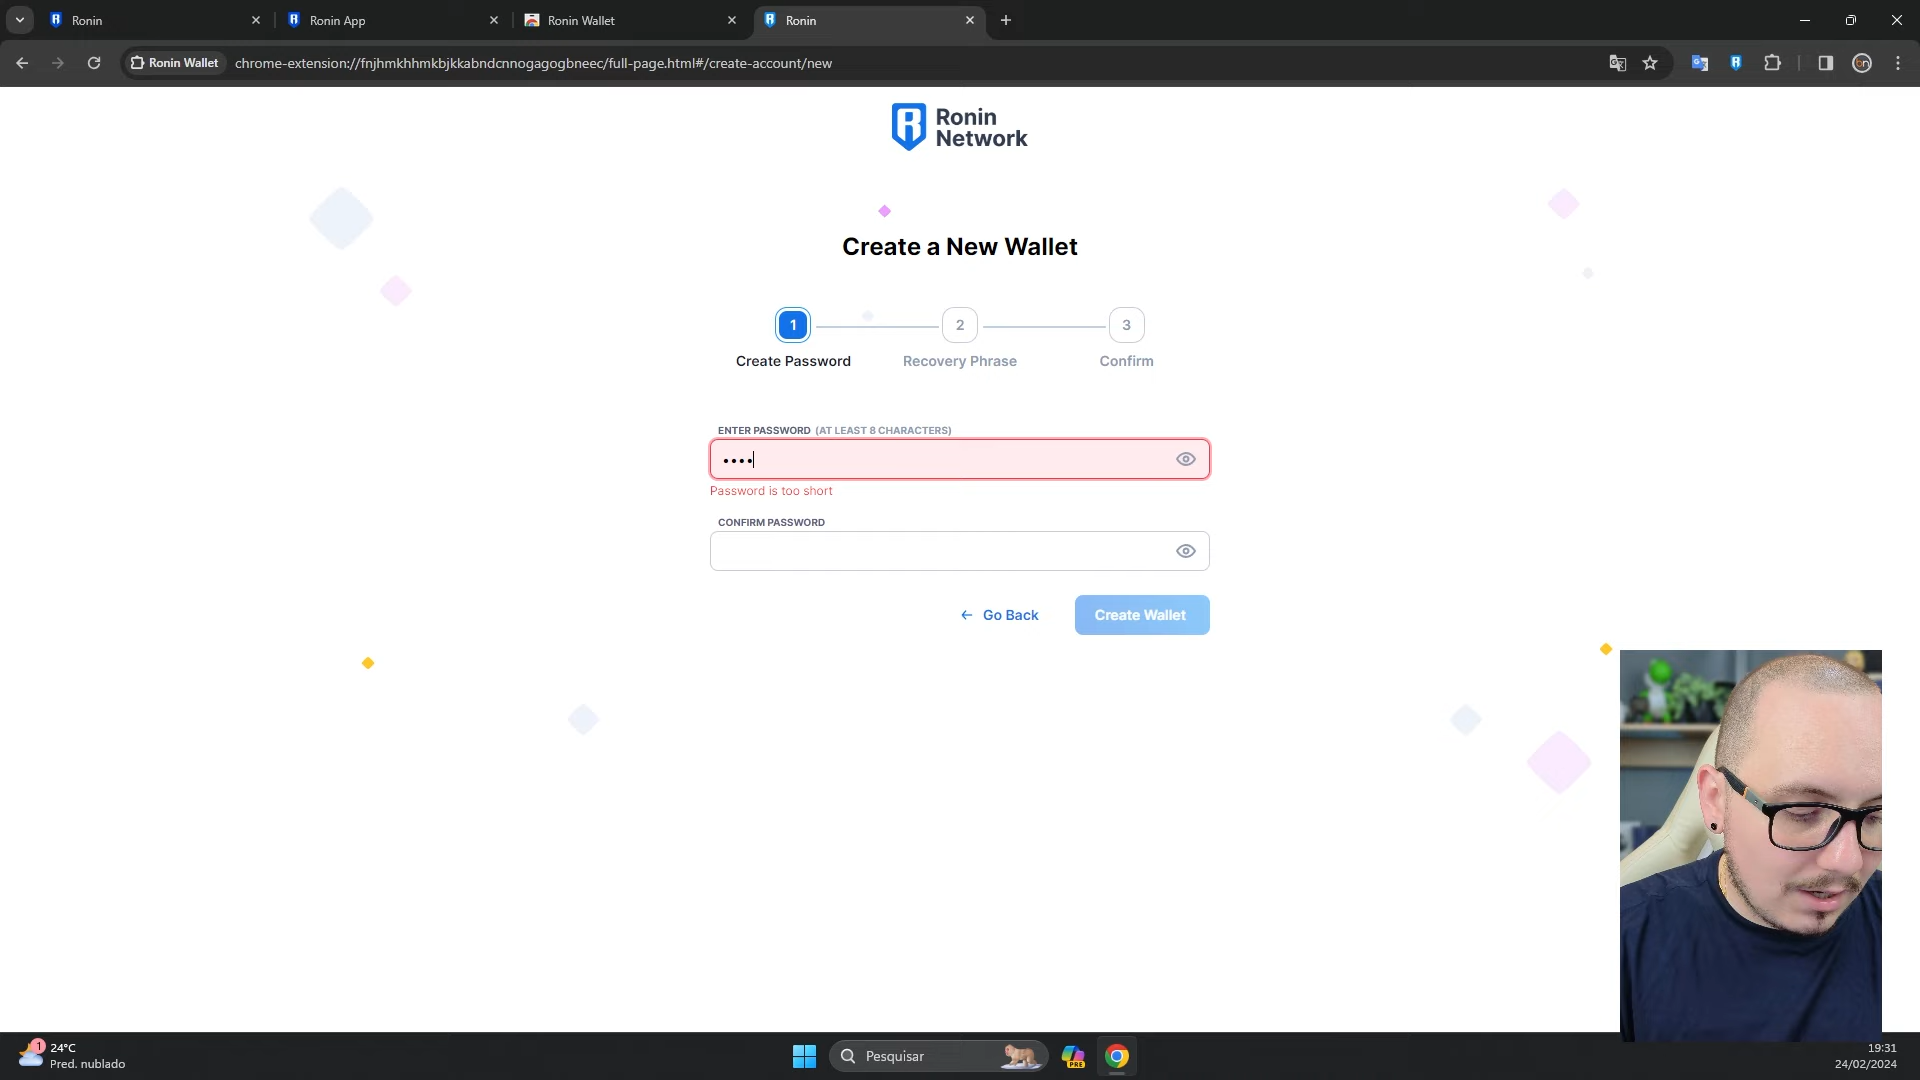 Ronin
Ronin App
Ronin Wallet
Ronin
Ronin Wallet
chrome-extension://fnjhmkhhmkbjkkabndcnnogagogbneec/full-page.html#/create-account/new
Ronin
Network
Create a New Wallet
1
2
3
Create Password
Recovery Phrase
Confirm
ENTER PASSWORD (AT LEAST 8 CHARACTERS)
••••
Password is too short
CONFIRM PASSWORD
Go Back
Create Wallet
1
24°C
Pred. nublado
Pesquisar
PRE
19:31
24/02/2024